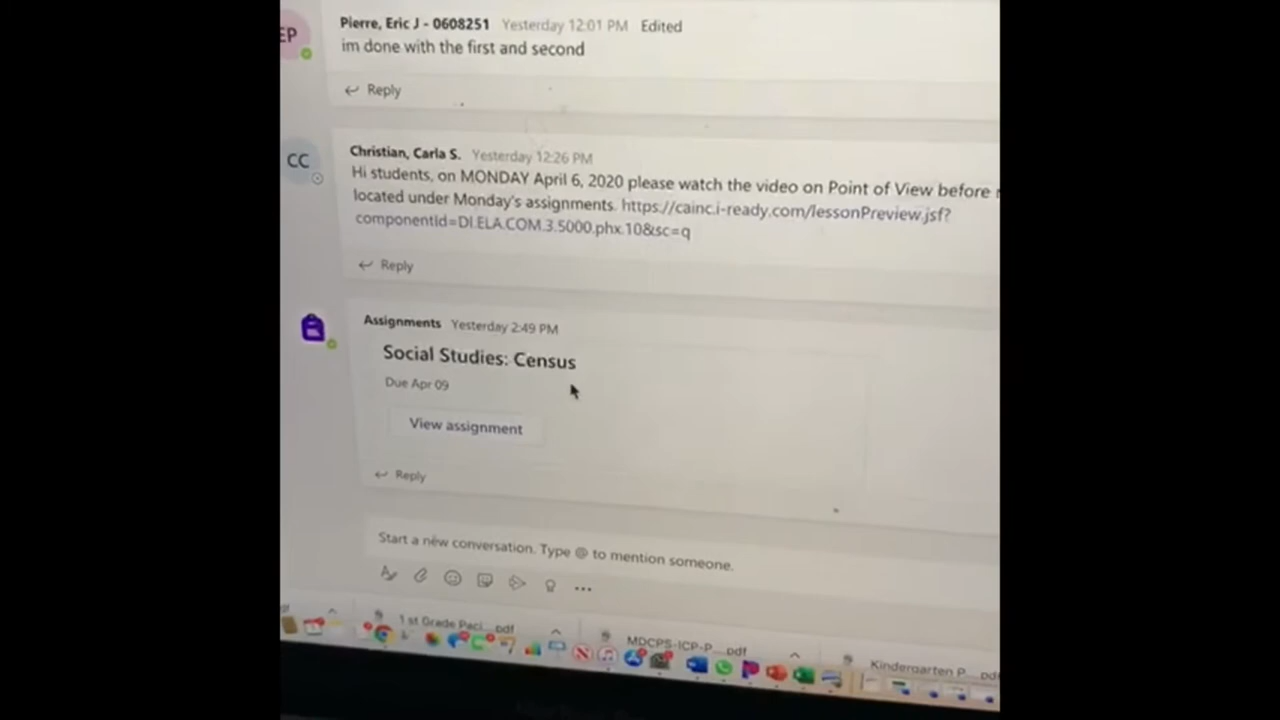 EP
Pierre, Eric J - 0608251 Yesterday 12:01 PM Edited
im done with the first and second
Reply
CC
Christian, Carla S. Yesterday 12:26 PM
Hi students, on MONDAY April 6, 2020 please watch the video on Point of View before
located under Monday's assignments. https://cainc.i-ready.com/lessonPreview.jsf?
componentId=DI.ELA.COM.3.5000.phx.10&sc=q
Reply
Assignments Yesterday 2:49 PM
Social Studies: Census
Due Apr 09
View assignment
Reply
Start a new conversation. Type @ to mention someone.
1 st Grade Paci...pdf
MDCPS-ICP-P....pdf
Kindergarten P....pd